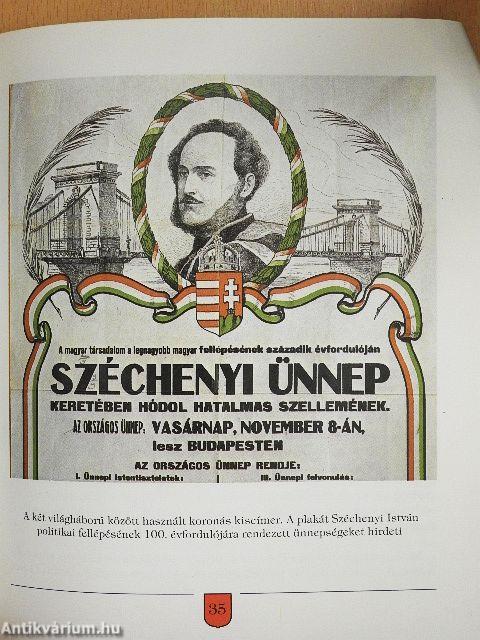 A magyar társadalom a legnagyobb magyar fellépésének századik évfordulóján
SZÉCHENYI ÜNNEP
KERETÉBEN HÓDOL HATALMAS SZELLEMÉNEK.
AZ ORSZÁGOS ÜNNEP: VASÁRNAP, NOVEMBER 8-ÁN,
lesz BUDAPESTEN
AZ ORSZÁGOS ÜNNEP RENDJE:
I. Ünnepi istentiszteletek: III. Ünnepi felvonulás:
A két világháború között használt koronás kiscímer. A plakát Széchenyi István
politikai fellépésének 100. évfordulójára rendezett ünnepségeket hirdeti
35
Antikvárium.hu